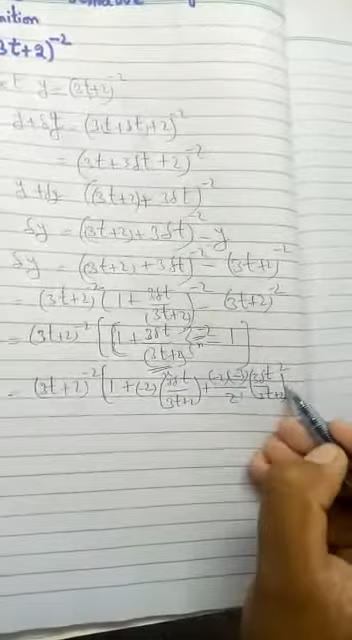 nition
3t+2)⁻²
et y = (3t+2)⁻²
y+δy = (3t+δt,+2)⁻²
= (3t+3δt+2)⁻²
y+δy ((3t+2)+3δt)⁻²
δy = (3t+2)+3δt)⁻² - y
δy = (3t+2)+3δt)⁻² - (3t+2)⁻²
= (3t+2)⁻² (1 + 3δt/(3t+2))⁻² - (3t+2)⁻²
= (3t+2)⁻² [(1 + 3δt/(3t+2))⁻² - 1]
= (3t+2)⁻² [1 + (-2) (3δt/3t+2) + (-2)(-3)/2! (3δt/3t+2)²